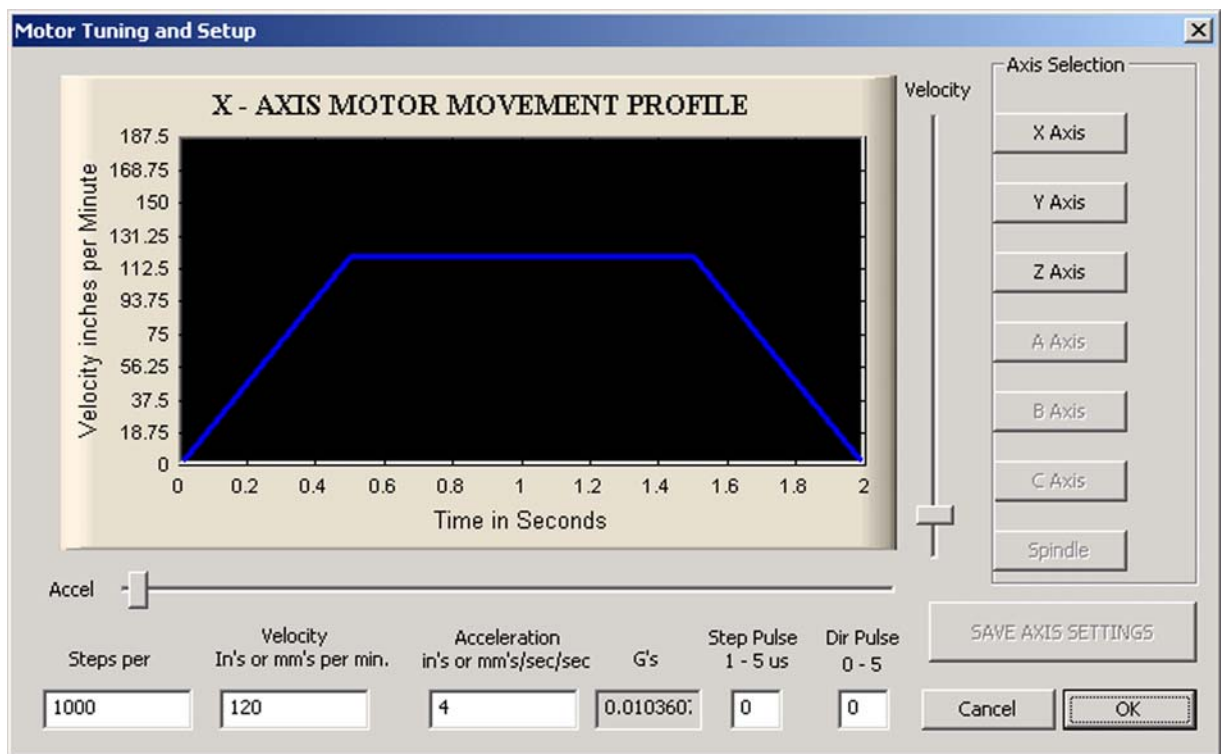 Motor Tuning and Setup
X - AXIS MOTOR MOVEMENT PROFILE
Velocity inches per Minute
187.5
168.75
150
131.25
112.5
93.75
75
56.25
37.5
18.75
0
0 0.2 0.4 0.6 0.8 1 1.2 1.4 1.6 1.8 2
Time in Seconds
Velocity
Axis Selection
X Axis
Y Axis
Z Axis
A Axis
B Axis
C Axis
Spindle
Accel
SAVE AXIS SETTINGS
Steps per
Velocity
In's or mm's per min.
Acceleration
in's or mm's/sec/sec
G's
Step Pulse
1 - 5 us
Dir Pulse
0 - 5
1000
120
4
0.010360
0
0
Cancel
OK